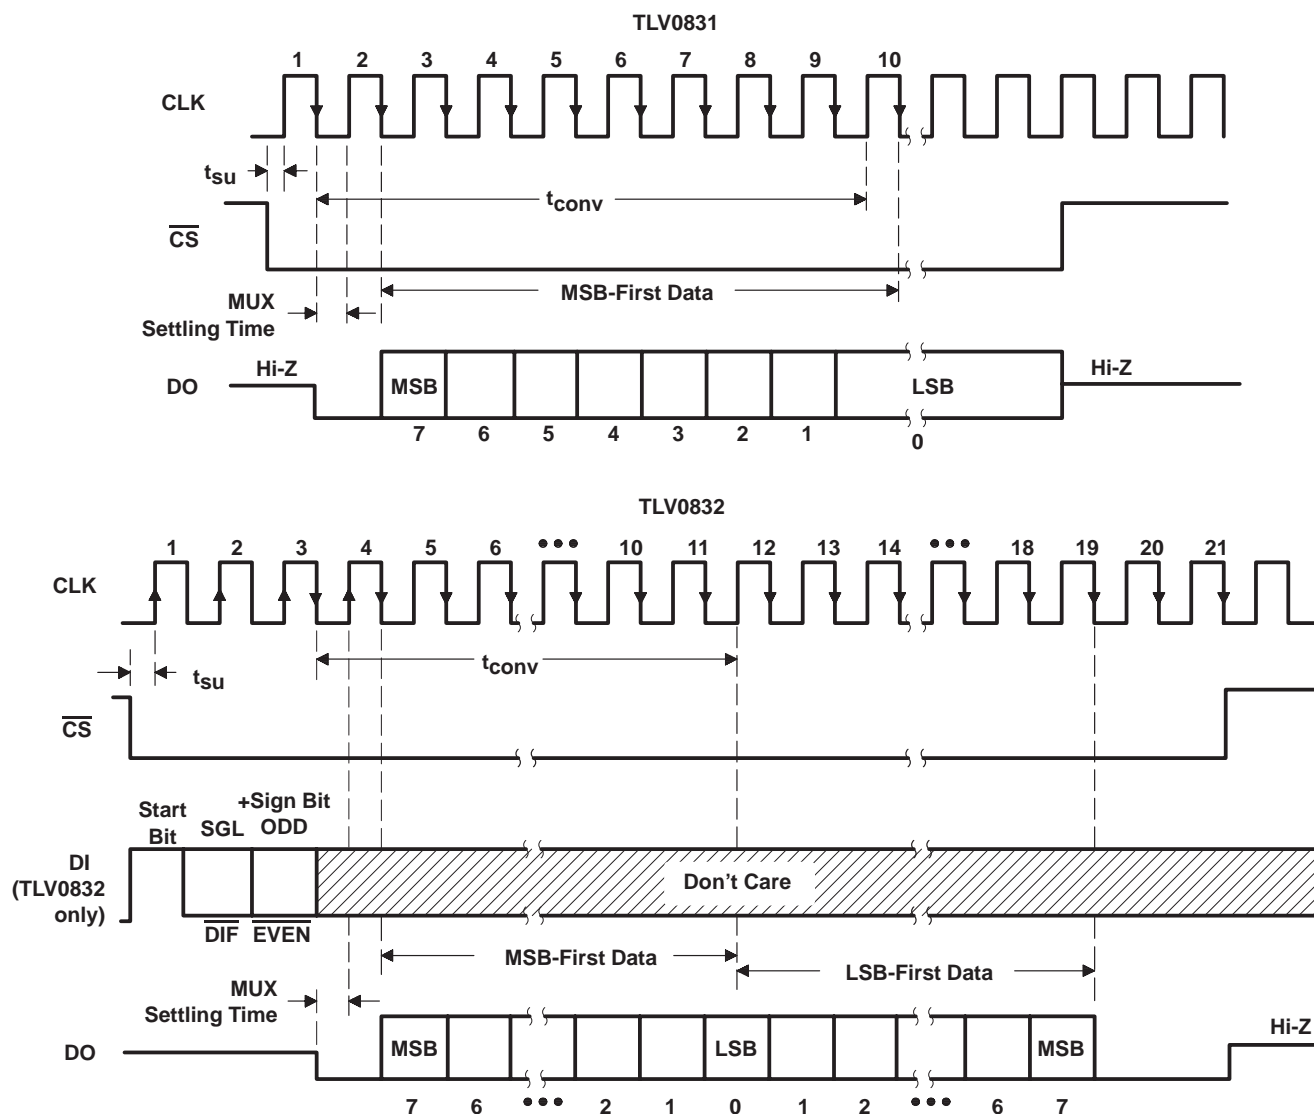 TLV0831
1 2 3 4 5 6 7 8 9 10
CLK
tsu
tconv
CS
MUX
Settling Time
MSB-First Data
Hi-Z
DO
MSB
LSB
Hi-Z
7 6 5 4 3 2 1 0
TLV0832
1 2 3 4 5 6 ••• 10 11 12 13 14 ••• 18 19 20 21
CLK
tsu
tconv
CS
Start
Bit
SGL
+Sign Bit
ODD
DI
(TLV0832
only)
Don't Care
DIF
EVEN
MSB-First Data
LSB-First Data
MUX
Settling Time
Hi-Z
DO
MSB
LSB
MSB
7 6 •••• 2 1 0 1 2 •••• 6 7